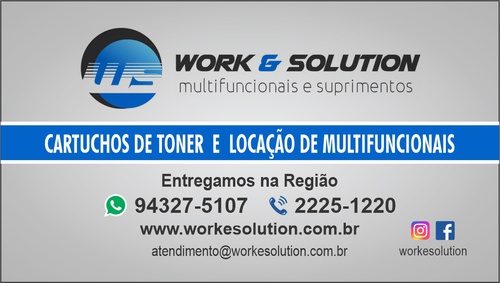 WS
WORK & SOLUTION
multifuncionais e suprimentos
CARTUCHOS DE TONER E LOCAÇÃO DE MULTIFUNCIONAIS
Entregamos na Região
94327-5107 2225-1220
www.workesolution.com.br
atendimento@workesolution.com.br
workesolution